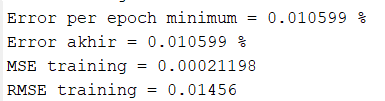 Error per epoch minimum = 0.010599 %
Error akhir = 0.010599 %
MSE training = 0.00021198
RMSE training = 0.01456